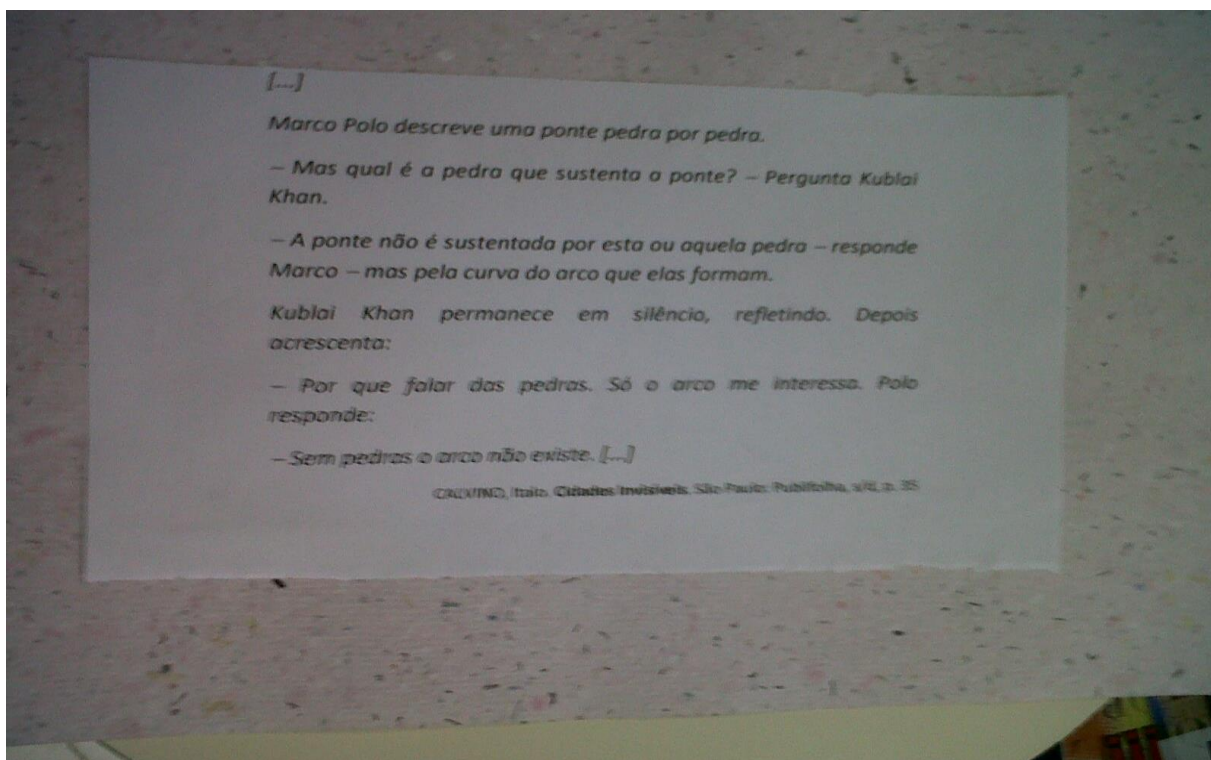 [...]
Marco Polo descreve uma ponte pedra por pedra.
– Mas qual é a pedra que sustenta a ponte? – Pergunta Kublai
Khan.
– A ponte não é sustentada por esta ou aquela pedra – responde
Marco – mas pela curva do arco que elas formam.
Kublai Khan permanece em silêncio, refletindo. Depois
acrescenta:
– Por que falar das pedras. Só o arco me interessa. Polo
responde:
– Sem pedras o arco não existe. [...]
CALVINO, Italo. Cidades Invisíveis. São Paulo: Publifolha, s/d, p. 35